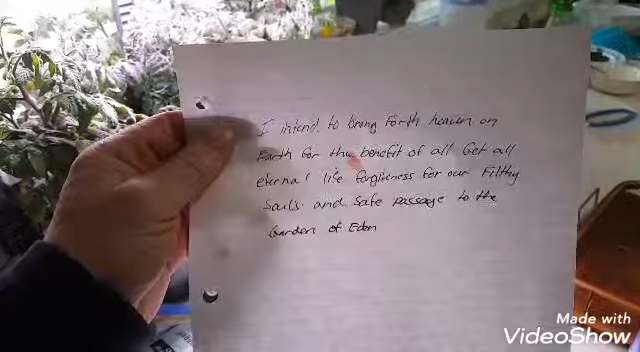 I intend to bring Forth heaven on
Earth for the benefit of all Get all
eternal life forgiveness for our Filthy
Souls and safe passage to the
Garden of Eden
Made with
VideoShow